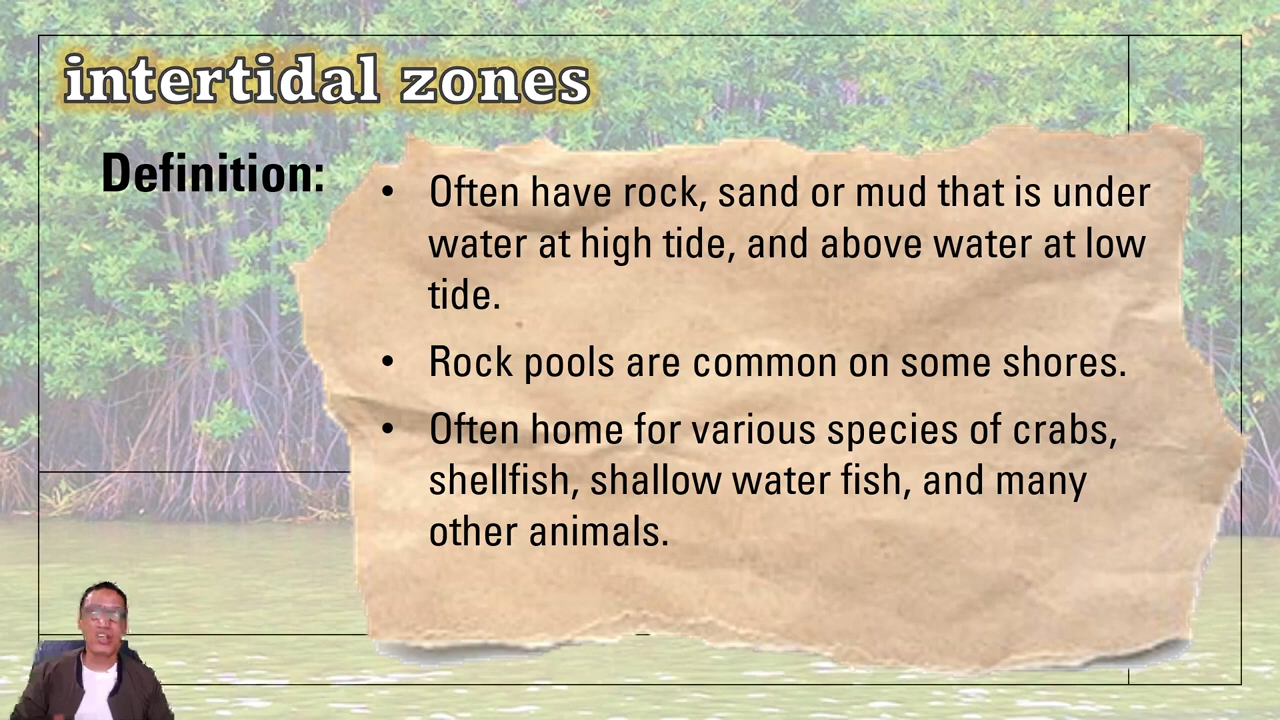 intertidal zones
Definition:
• Often have rock, sand or mud that is under
water at high tide, and above water at low
tide.
• Rock pools are common on some shores.
• Often home for various species of crabs,
shellfish, shallow water fish, and many
other animals.